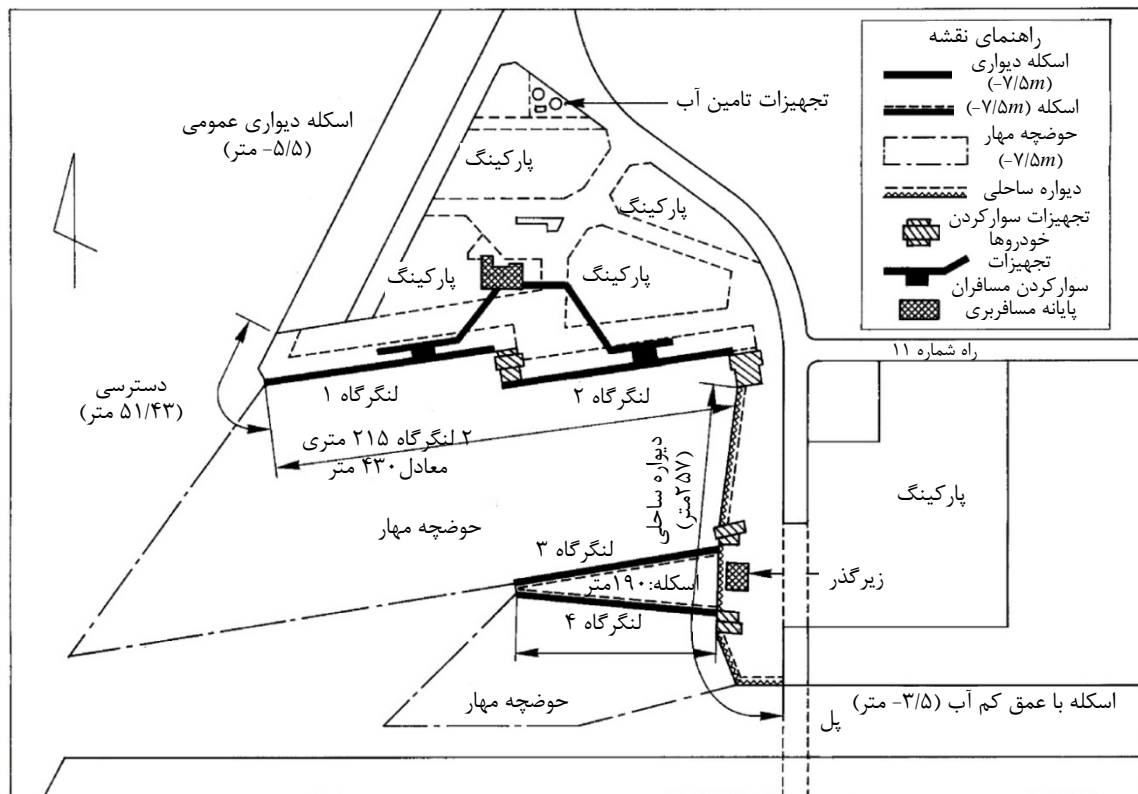 راهنمای نقشه
اسکله دیواری
(-۷/۵m)
اسکله (-۷/۵m)
حوضچه مهار
(-۷/۵m)
دیواره ساحلی
تجهیزات سوارکردن
خودروها
تجهیزات
سوارکردن مسافران
پایانه مسافربری
تجهیزات تامین آب
اسکله دیواری عمومی
(۵/۵- متر)
پارکینگ
پارکینگ
پارکینگ
پارکینگ
راه شماره ۱۱
دسترسی
(۵۱/۴۳ متر)
لنگرگاه ۱
لنگرگاه ۲
۲ لنگرگاه ۲۱۵ متری
معادل ۴۳۰ متر
دیواره ساحلی
(۲۵۷متر)
پارکینگ
حوضچه مهار
لنگرگاه ۳
اسکله:۱۹۰متر
زیرگذر
لنگرگاه ۴
حوضچه مهار
اسکله با عمق کم آب (۳/۵- متر)
پل